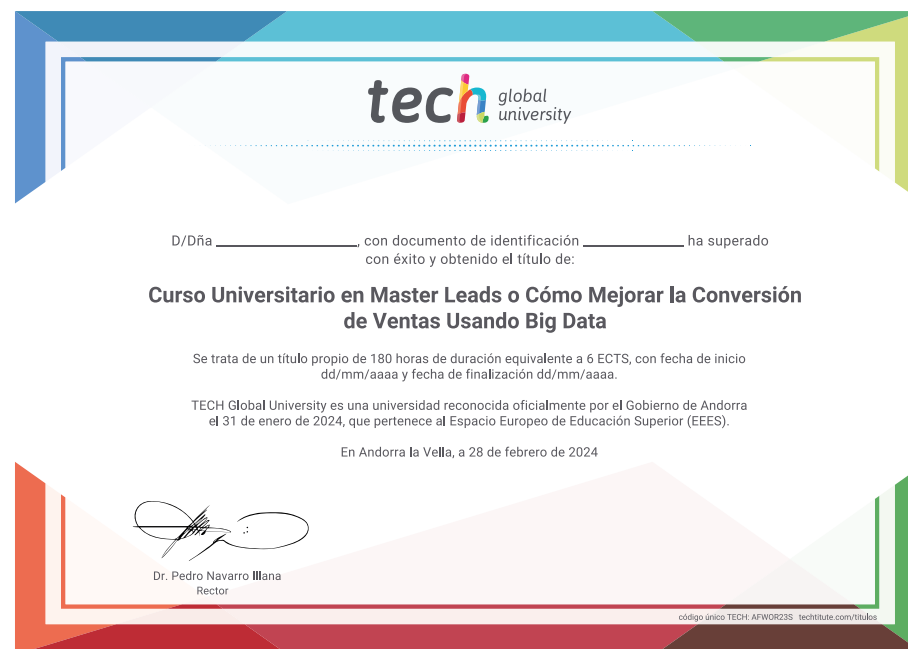 tech global university
D/Dña ____________, con documento de identificación ____________ ha superado
con éxito y obtenido el título de:
Curso Universitario en Master Leads o Cómo Mejorar la Conversión
de Ventas Usando Big Data
Se trata de un título propio de 180 horas de duración equivalente a 6 ECTS, con fecha de inicio
dd/mm/aaaa y fecha de finalización dd/mm/aaaa.
TECH Global University es una universidad reconocida oficialmente por el Gobierno de Andorra
el 31 de enero de 2024, que pertenece al Espacio Europeo de Educación Superior (EEES).
En Andorra la Vella, a 28 de febrero de 2024
Dr. Pedro Navarro Illana
Rector
código único TECH: AFWOR23S techtitute.com/titulos